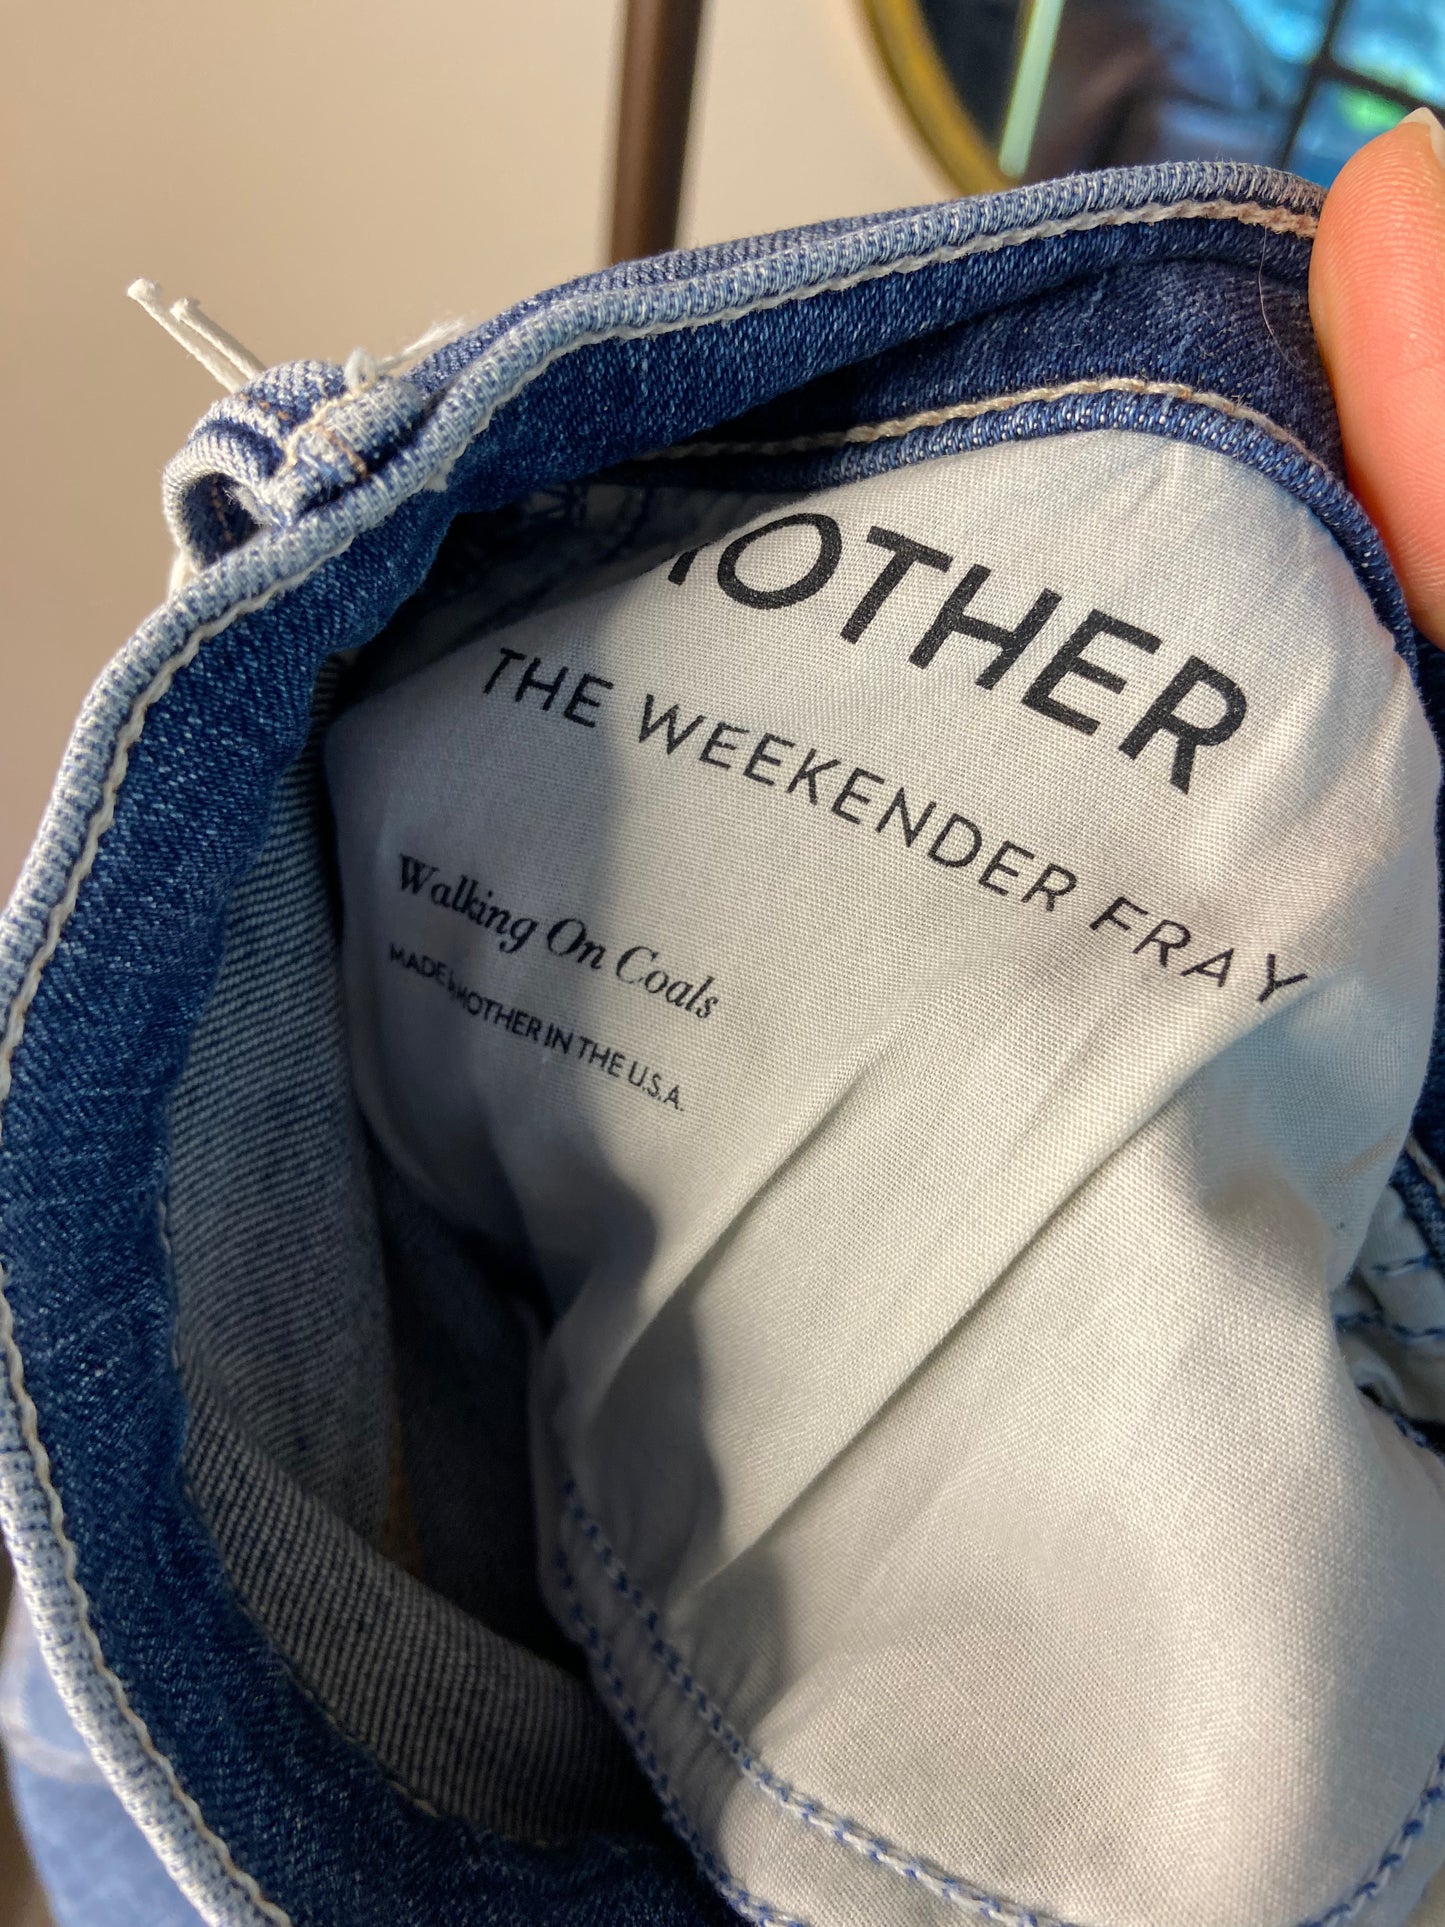 MOTHER
THE WEEKENDER FRAY
Walking On Coals
MADE by MOTHER IN THE U.S.A.